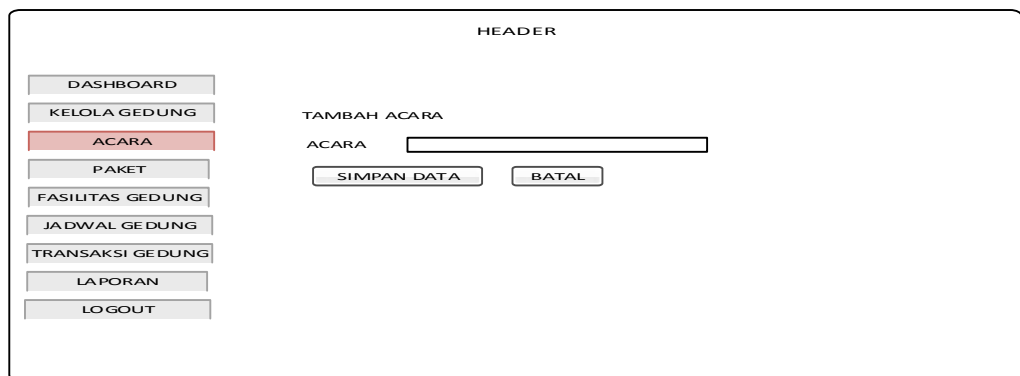 HEADER
DASHBOARD
KELOLA GEDUNG
ACARA
PAKET
FASILITAS GEDUNG
JADWAL GEDUNG
TRANSAKSI GEDUNG
LAPORAN
LOGOUT
TAMBAH ACARA
ACARA
SIMPAN DATA BATAL